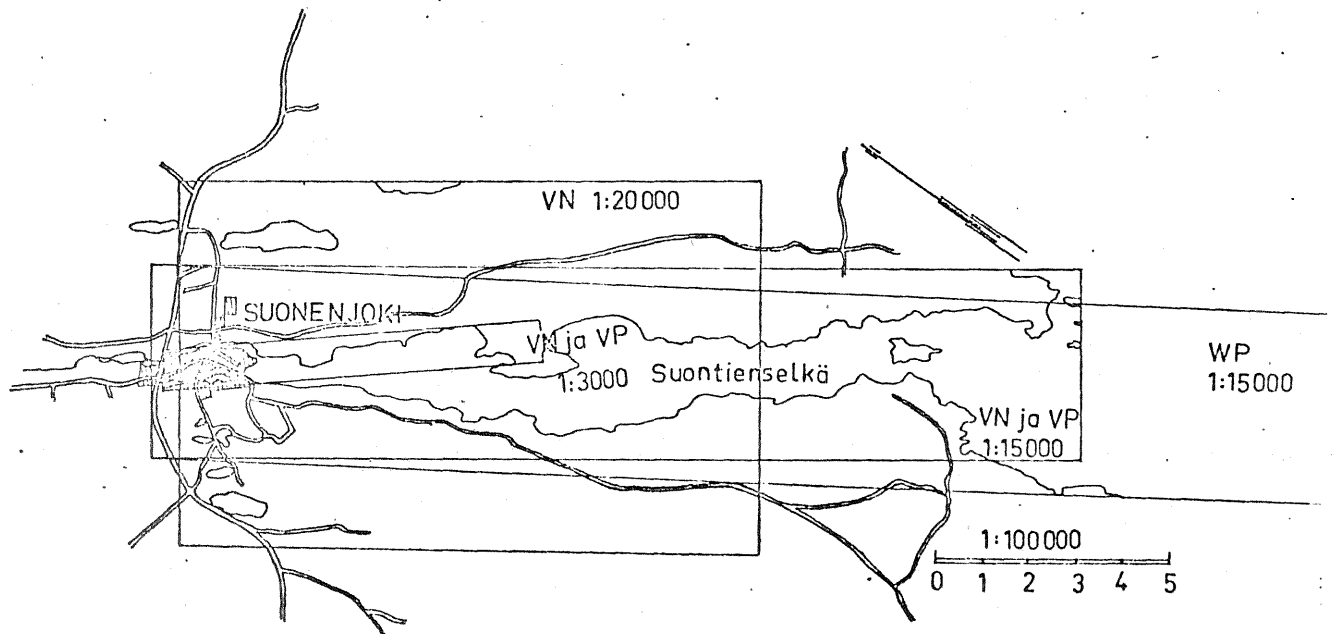 VN 1:20000
SUONENJOKI
VN ja VP
1:3000
Suontienselkä
WP
1:15000
VN ja VP
1:15000
1:100000
0 1 2 3 4 5